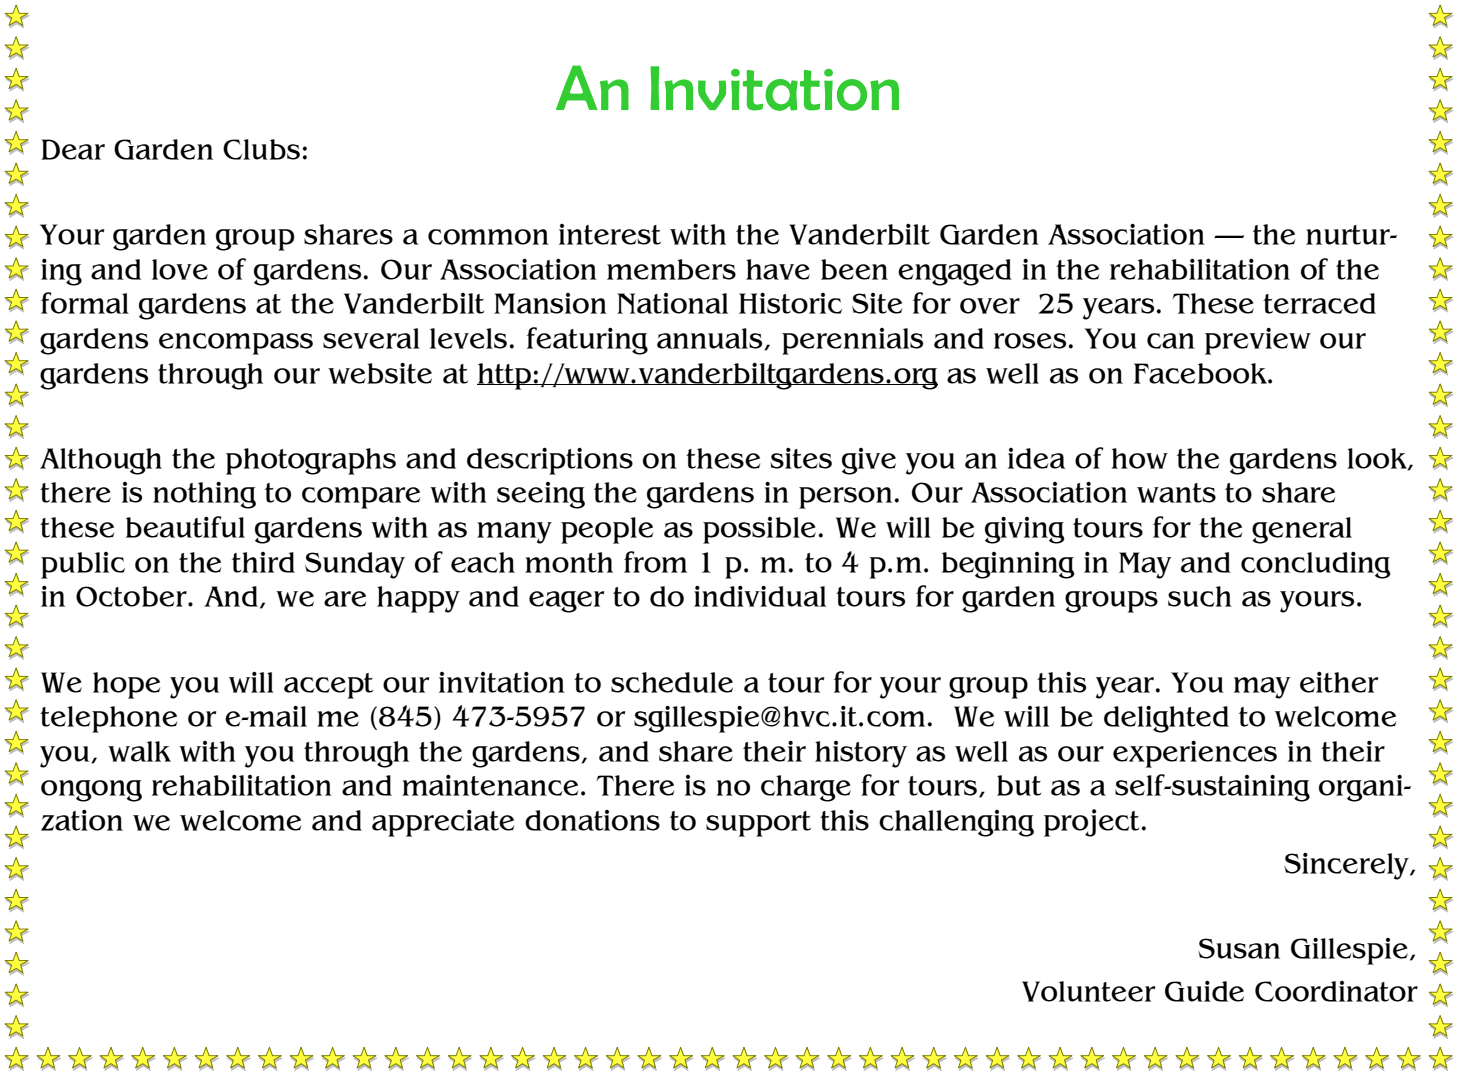 An Invitation
Dear Garden Clubs:
Your garden group shares a common interest with the Vanderbilt Garden Association — the nurtur-
ing and love of gardens. Our Association members have been engaged in the rehabilitation of the
formal gardens at the Vanderbilt Mansion National Historic Site for over  25 years. These terraced
gardens encompass several levels. featuring annuals, perennials and roses. You can preview our
gardens through our website at http://www.vanderbiltgardens.org as well as on Facebook.
Although the photographs and descriptions on these sites give you an idea of how the gardens look,
there is nothing to compare with seeing the gardens in person. Our Association wants to share
these beautiful gardens with as many people as possible. We will be giving tours for the general
public on the third Sunday of each month from 1 p. m. to 4 p.m. beginning in May and concluding
in October. And, we are happy and eager to do individual tours for garden groups such as yours.
We hope you will accept our invitation to schedule a tour for your group this year. You may either
telephone or e-mail me (845) 473-5957 or sgillespie@hvc.it.com.  We will be delighted to welcome
you, walk with you through the gardens, and share their history as well as our experiences in their
ongong rehabilitation and maintenance. There is no charge for tours, but as a self-sustaining organi-
zation we welcome and appreciate donations to support this challenging project.
Sincerely,
Susan Gillespie,
Volunteer Guide Coordinator